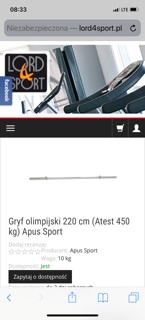 08:33
Niezabezpieczona — lord4sport.pl
LORD
4
SPORT
facebook
Gryf olimpijski 220 cm (Atest 450
kg) Apus Sport
Dodaj recenzję:
Producent: Apus Sport
Waga: 10 kg
Dostępność: Jest
Zapytaj o dostępność